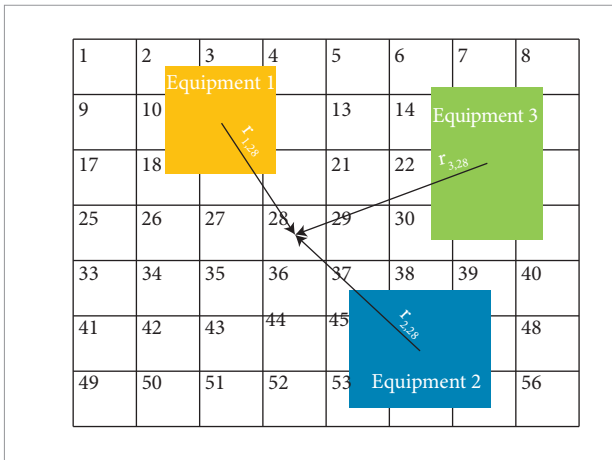 1 2 3 4 5 6 7 8
Equipment 1
9 10 13 14 Equipment 3
r1,28
17 18 21 22 r3,28
25 26 27 28 29 30
33 34 35 36 37 38 39 40
41 42 43 44 45 r2,28 48
49 50 51 52 53 Equipment 2 56